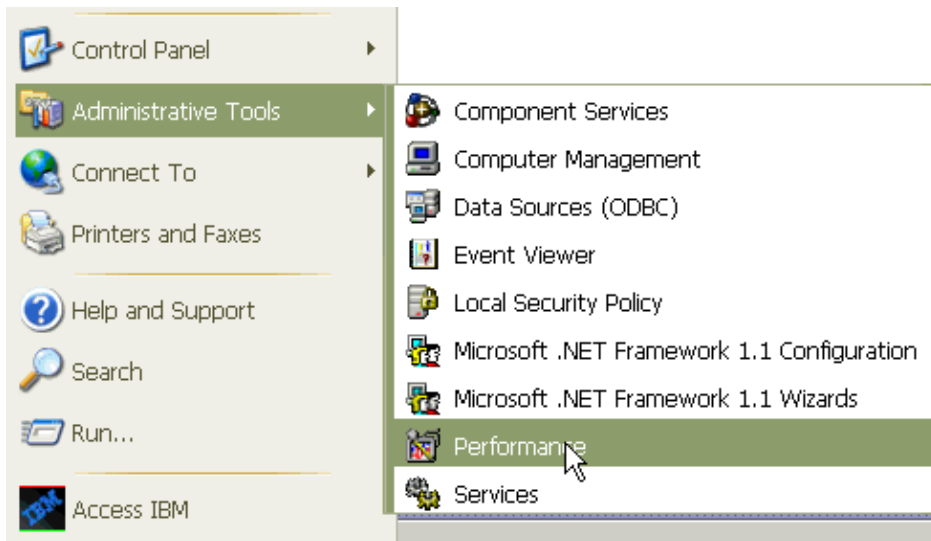 Control Panel
Administrative Tools
Connect To
Printers and Faxes
Help and Support
Search
Run...
IBM
Access IBM
Component Services
Computer Management
Data Sources (ODBC)
Event Viewer
Local Security Policy
Microsoft .NET Framework 1.1 Configuration
Microsoft .NET Framework 1.1 Wizards
Performance
Services